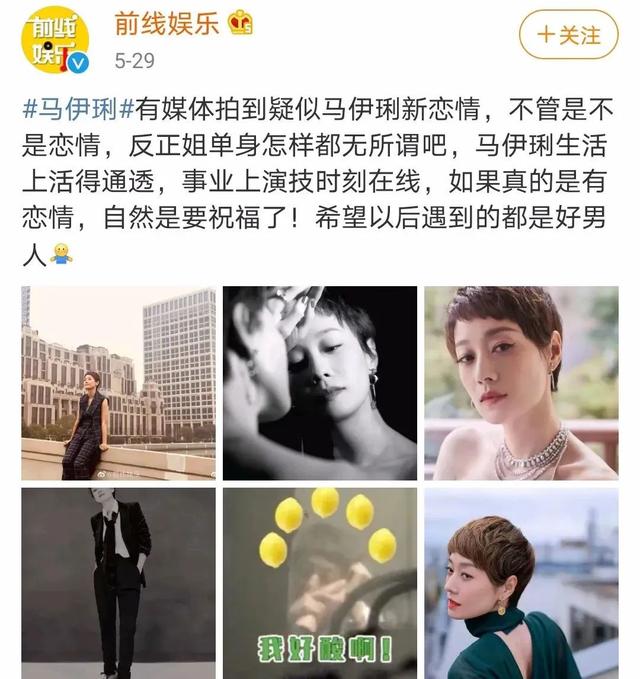 前线
娱乐
前线娱乐
5-29
+关注
#马伊琍#有媒体拍到疑似马伊琍新恋情，不管是不
是恋情，反正姐单身怎样都无所谓吧，马伊琍生活
上活得通透，事业上演技时刻在线，如果真的是有
恋情，自然是要祝福了！希望以后遇到的都是好男
人
我好酸啊！